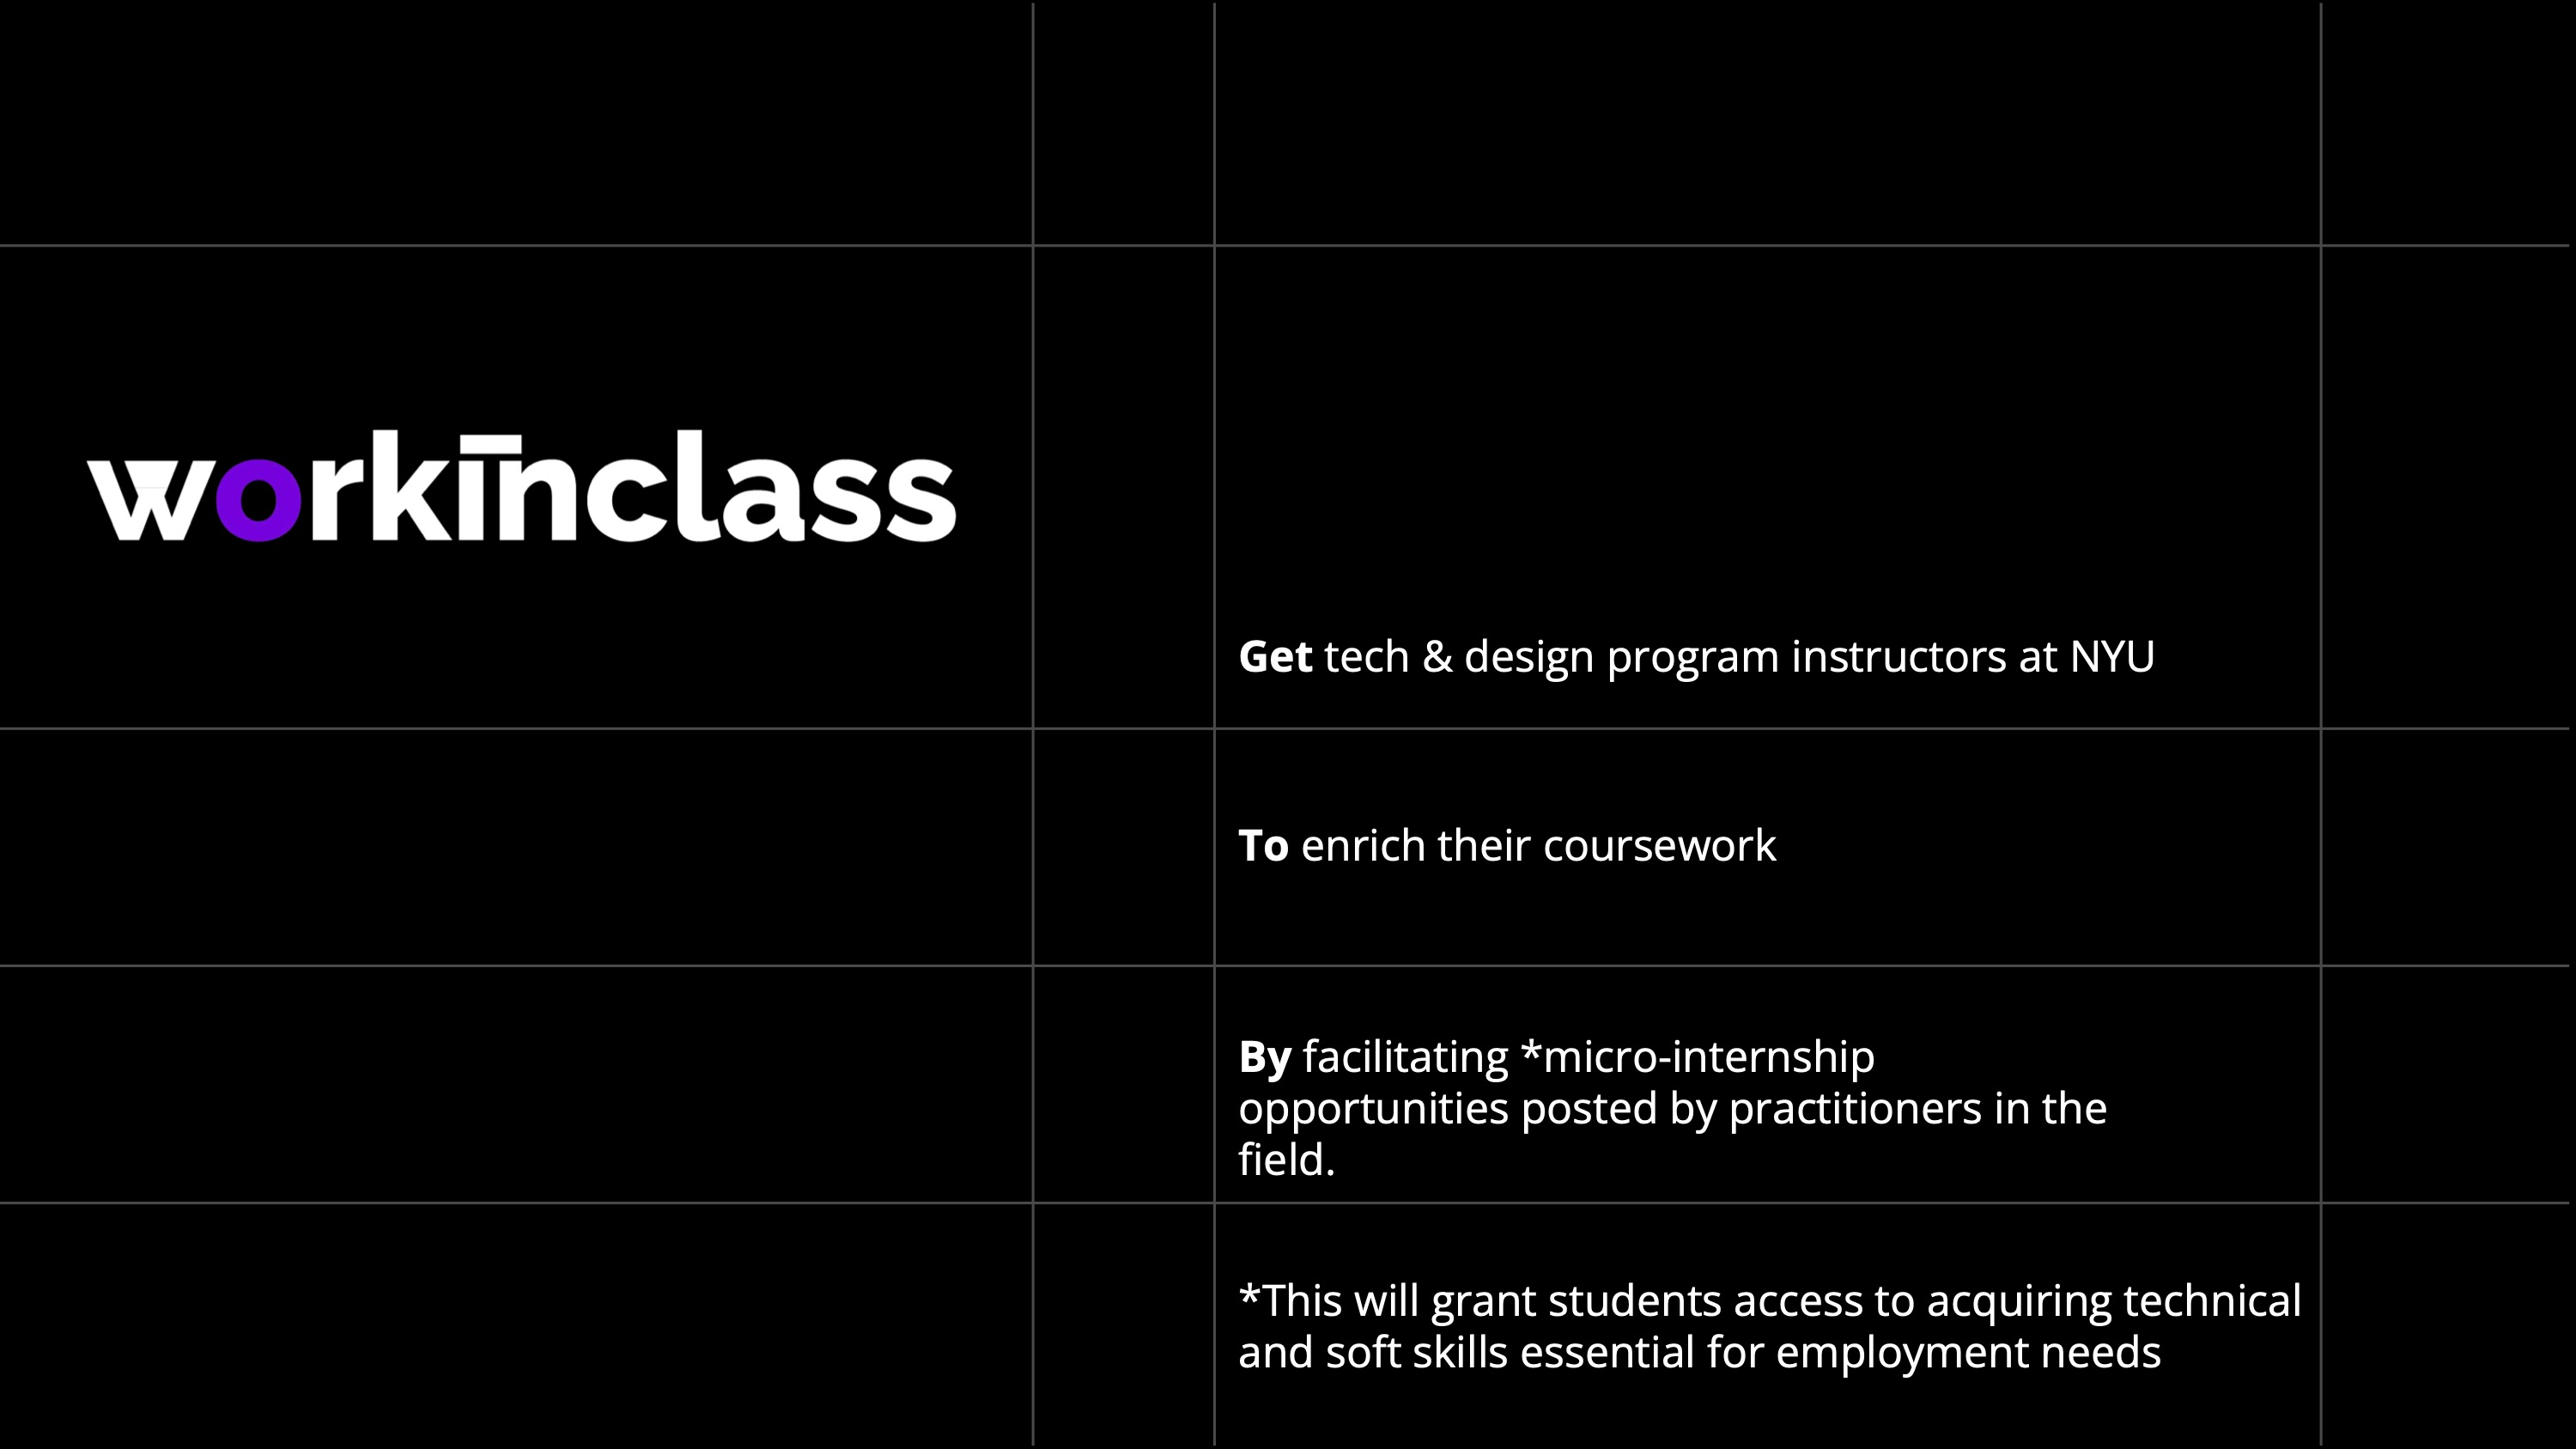 workinclass
Get tech & design program instructors at NYU
To enrich their coursework
By facilitating *micro-internship
opportunities posted by practitioners in the
field.
*This will grant students access to acquiring technical
and soft skills essential for employment needs